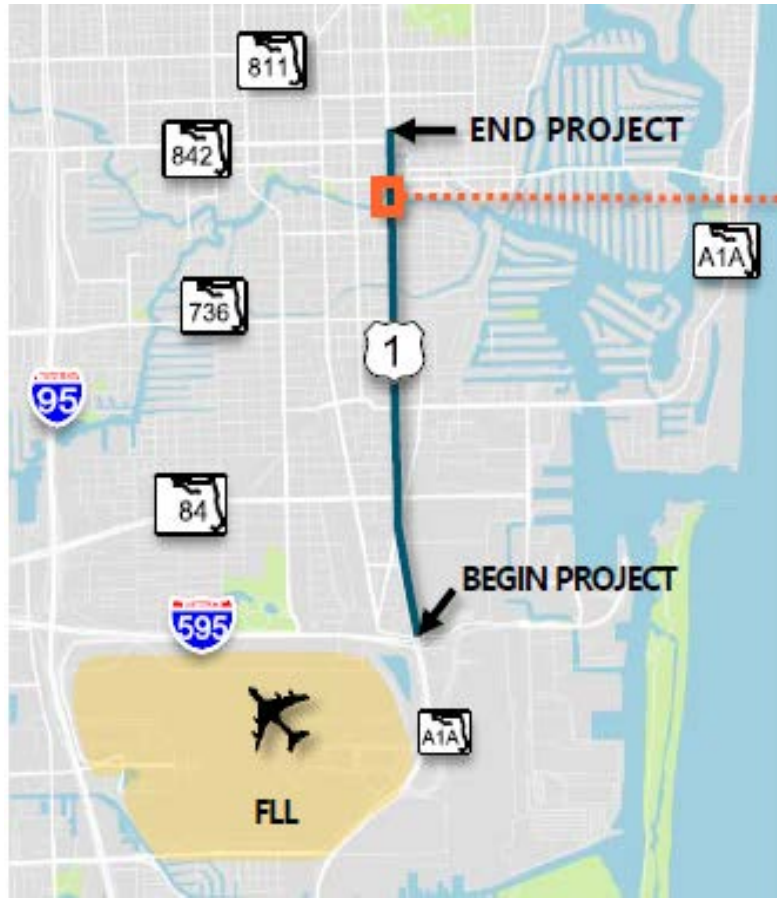 811
END PROJECT
842
A1A
736
1
95
84
BEGIN PROJECT
595
A1A
FLL